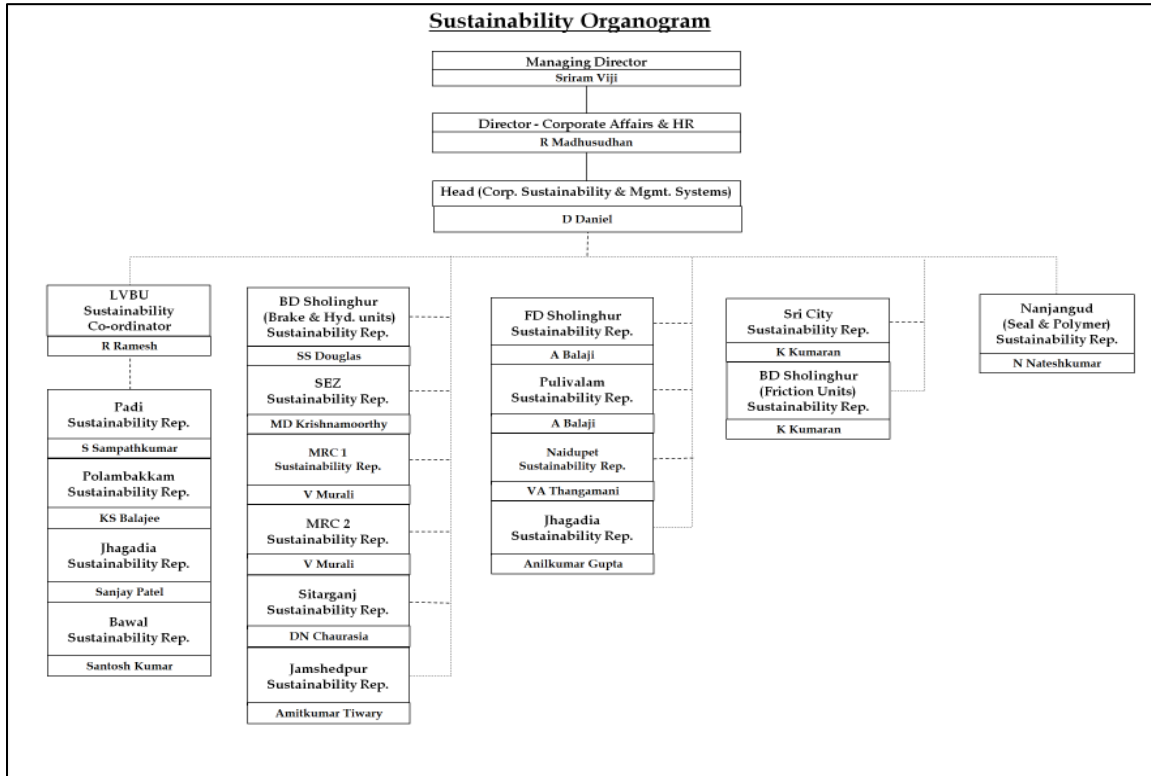 Sustainability Organogram
Managing Director
Sriram Viji
Director - Corporate Affairs & HR
R Madhusudhan
Head (Corp. Sustainability & Mgmt. Systems)
D Daniel
LVBU
Sustainability
Co-ordinator
R Ramesh
Padi
Sustainability Rep.
S Sampathkumar
Polambakkam
Sustainability Rep.
KS Balajee
Jhagadia
Sustainability Rep.
Sanjay Patel
Bawal
Sustainability Rep.
Santosh Kumar
BD Sholinghur
(Brake & Hyd. units)
Sustainability Rep.
SS Douglas
SEZ
Sustainability Rep.
MD Krishnamoorthy
MRC 1
Sustainability Rep.
V Murali
MRC 2
Sustainability Rep.
V Murali
Sitarganj
Sustainability Rep.
DN Chaurasia
Jamshedpur
Sustainability Rep.
Amitkumar Tiwary
FD Sholinghur
Sustainability Rep.
A Balaji
Pulivalam
Sustainability Rep.
A Balaji
Naidupet
Sustainability Rep.
VA Thangamani
Jhagadia
Sustainability Rep.
Anilkumar Gupta
Sri City
Sustainability Rep.
K Kumaran
BD Sholinghur
(Friction Units)
Sustainability Rep.
K Kumaran
Nanjangud
(Seal & Polymer)
Sustainability Rep.
N Nateshkumar